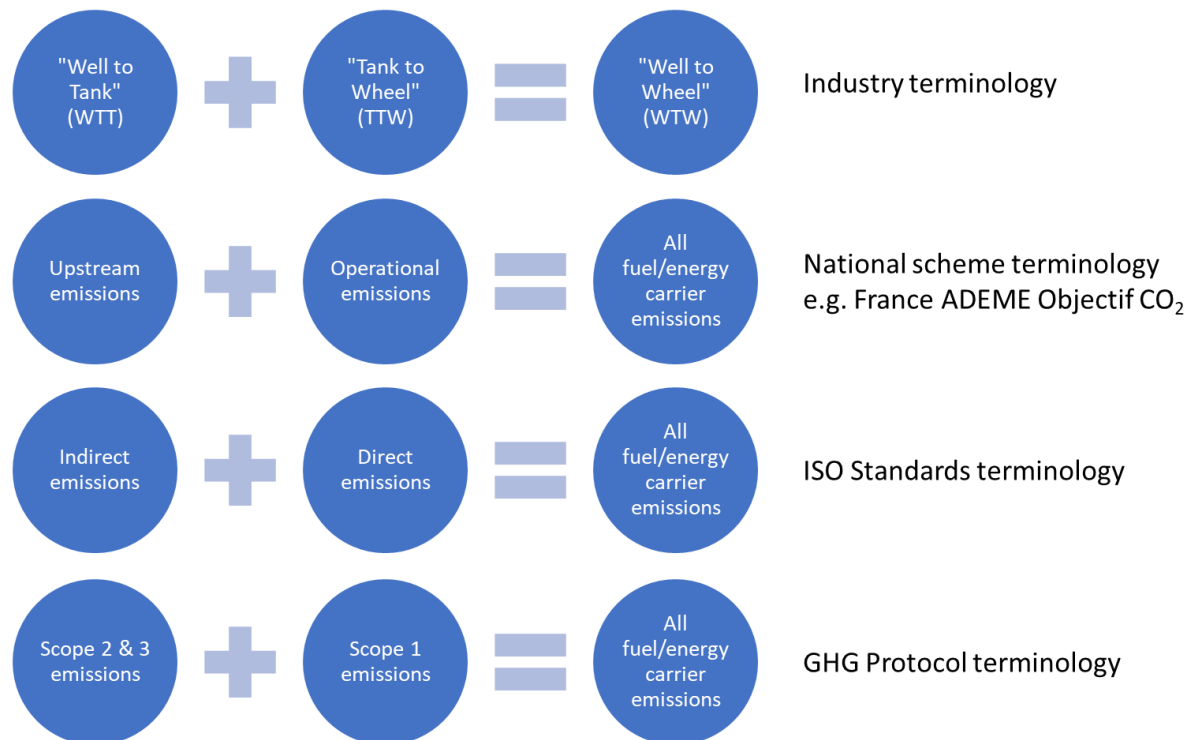 "Well to
Tank"
(WTT)
"Tank to
Wheel"
(TTW)
"Well to
Wheel"
(WTW)
Industry terminology
Upstream
emissions
Operational
emissions
All
fuel/energy
carrier
emissions
National scheme terminology
e.g. France ADEME Objectif CO₂
Indirect
emissions
Direct
emissions
All
fuel/energy
carrier
emissions
ISO Standards terminology
Scope 2 & 3
emissions
Scope 1
emissions
All
fuel/energy
carrier
emissions
GHG Protocol terminology